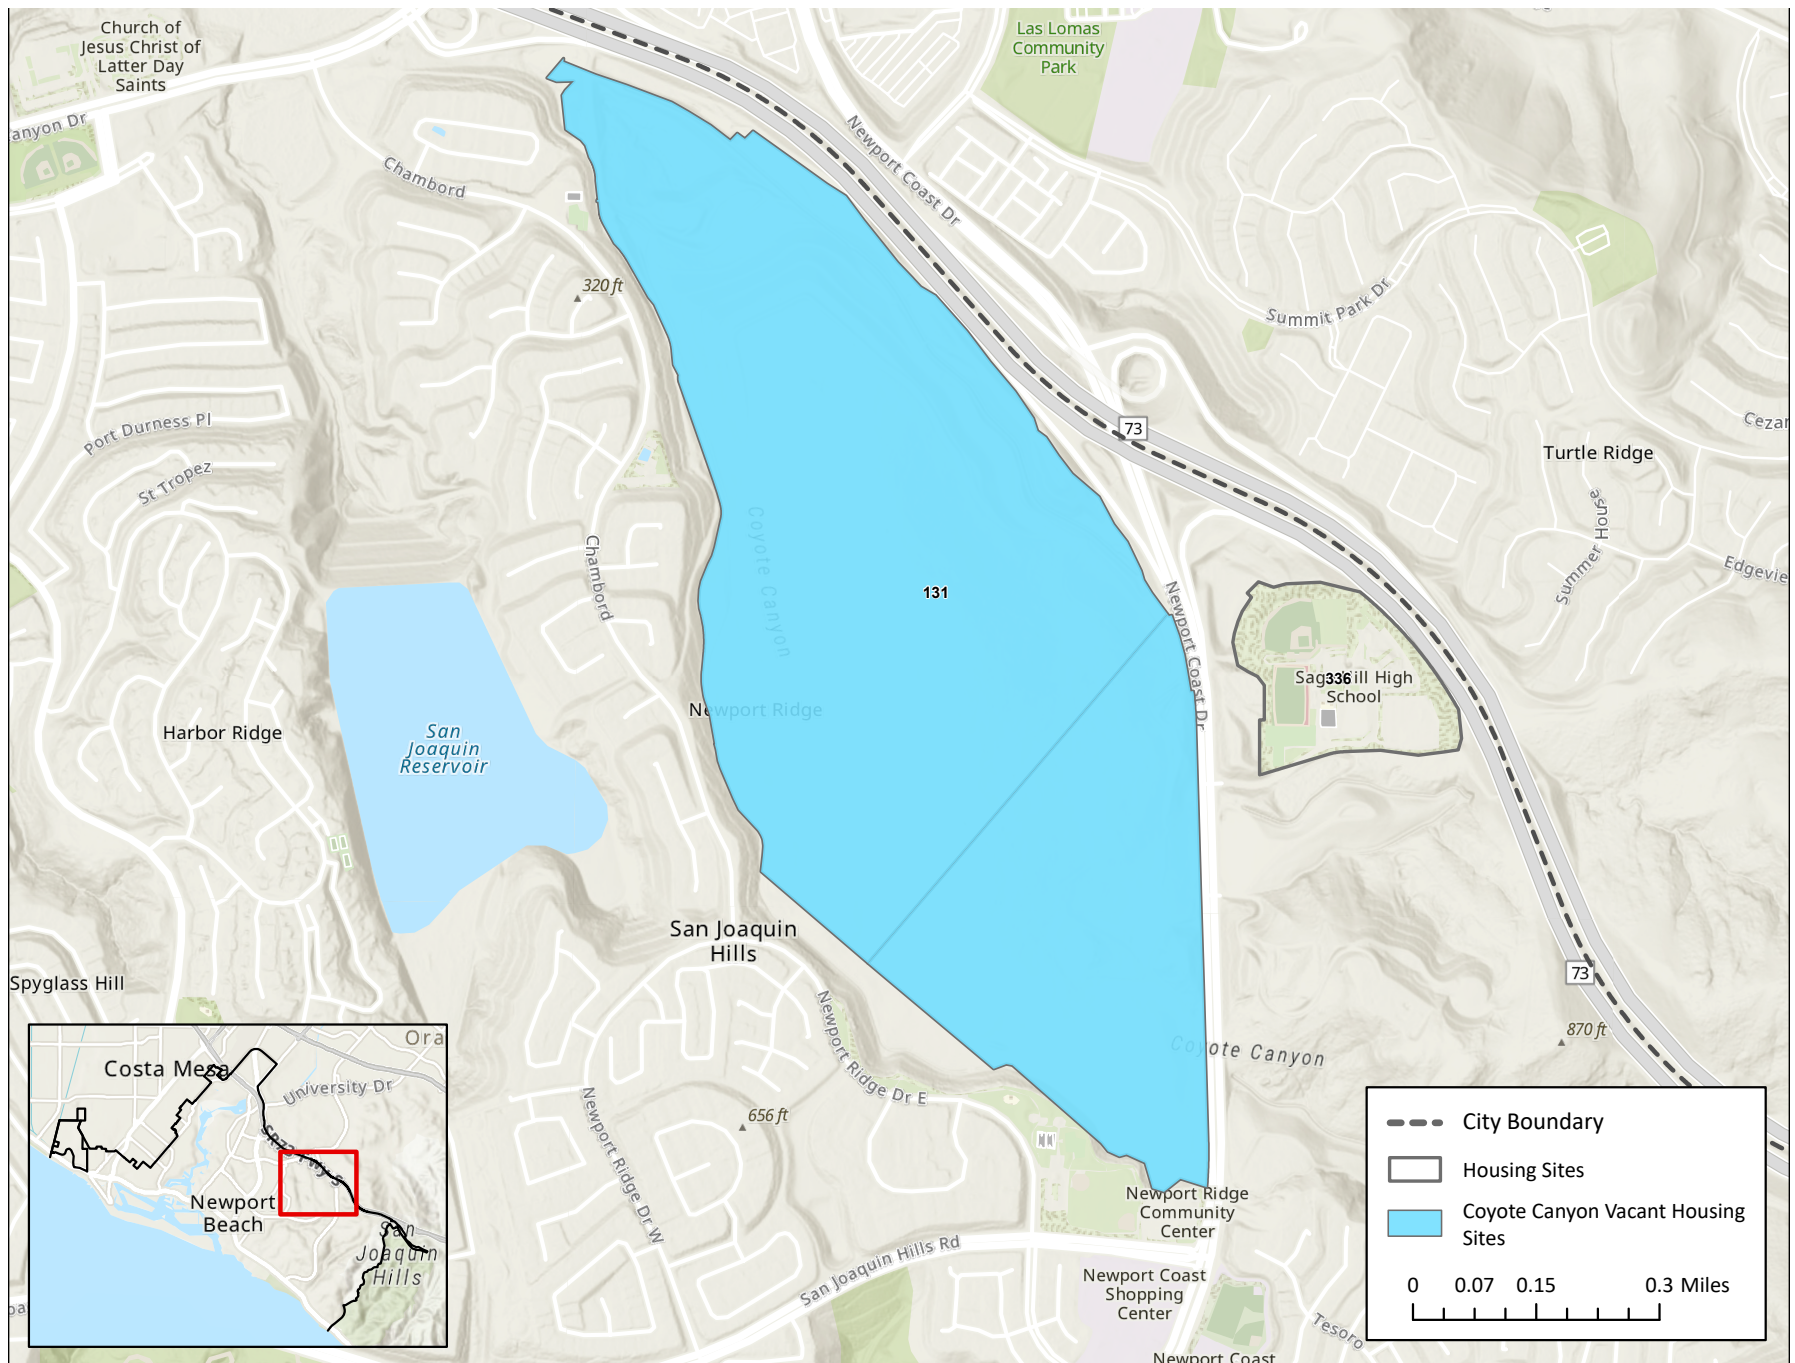 Church of
Jesus Christ of
Latter Day
Saints
Las Lomas
Community
Park
anyon Dr
Chambord
Newport Coast Dr
320 ft
Summit Park Dr
Port Durness Pl
St Tropez
73
Cezar
Turtle Ridge
Summer House
Edgevie
Coyote Canyon
Chambord
131
Newport Coast Dr
336
Sage Hill High
School
Newport Ridge
Harbor Ridge
San
Joaquin
Reservoir
San Joaquin
Hills
Spyglass Hill
73
870 ft
Newport Ridge Dr E
Coyote Canyon
656 ft
Newport Ridge Dr W
Newport Ridge
Community
Center
San Joaquin Hills Rd
Newport Coast
Shopping
Center
Tesoro
Newport Coast
Ora
Costa Mesa
University Dr
SR73 Fwy S
Newport
Beach
San
Joaquin
Hills
City Boundary
Housing Sites
Coyote Canyon Vacant Housing
Sites
0 0.07 0.15 0.3 Miles